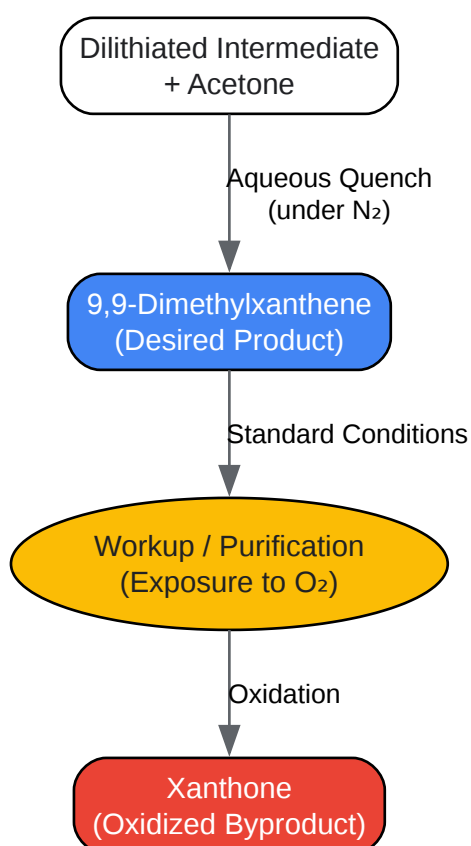 Dilithiated Intermediate
+ Acetone
Aqueous Quench
(under N₂)
9,9-Dimethylxanthene
(Desired Product)
Standard Conditions
Workup / Purification
(Exposure to O₂)
Oxidation
Xanthone
(Oxidized Byproduct)